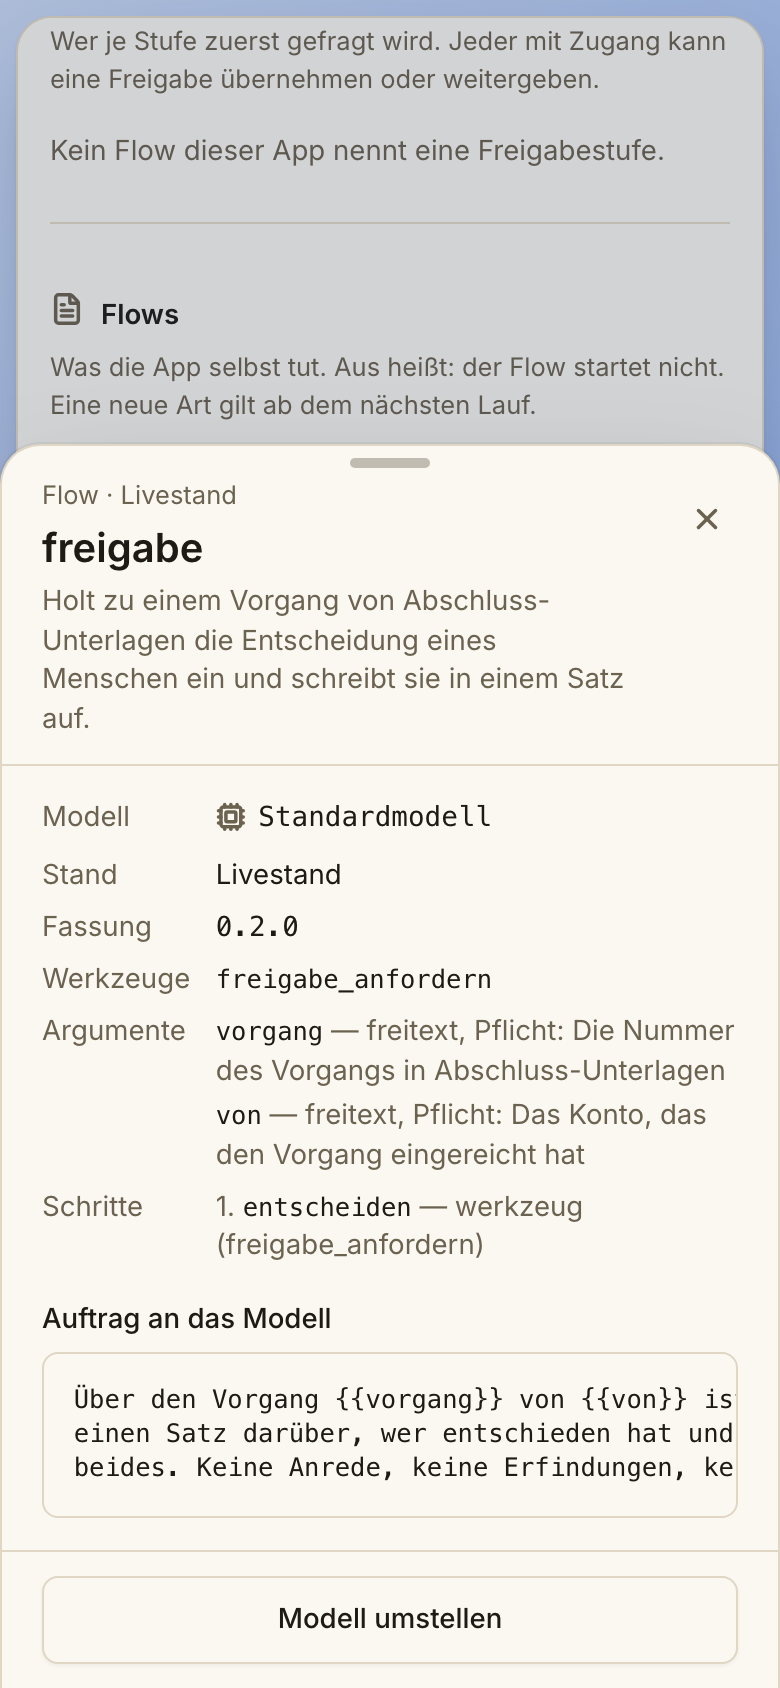 Wer je Stufe zuerst gefragt wird. Jeder mit Zugang kann
eine Freigabe übernehmen oder weitergeben.
Kein Flow dieser App nennt eine Freigabestufe.
Flows
Was die App selbst tut. Aus heißt: der Flow startet nicht.
Eine neue Art gilt ab dem nächsten Lauf.
Flow · Livestand
freigabe
Holt zu einem Vorgang von Abschluss-
Unterlagen die Entscheidung eines
Menschen ein und schreibt sie in einem Satz
auf.
Modell Standardmodell
Stand Livestand
Fassung 0.2.0
Werkzeuge freigabe_anfordern
Argumente vorgang — freitext, Pflicht: Die Nummer
des Vorgangs in Abschluss-Unterlagen
von — freitext, Pflicht: Das Konto, das
den Vorgang eingereicht hat
Schritte 1. entscheiden — werkzeug
(freigabe_anfordern)
Auftrag an das Modell
Über den Vorgang {{vorgang}} von {{von}} is
einen Satz darüber, wer entschieden hat und
beides. Keine Anrede, keine Erfindungen, ke
Modell umstellen